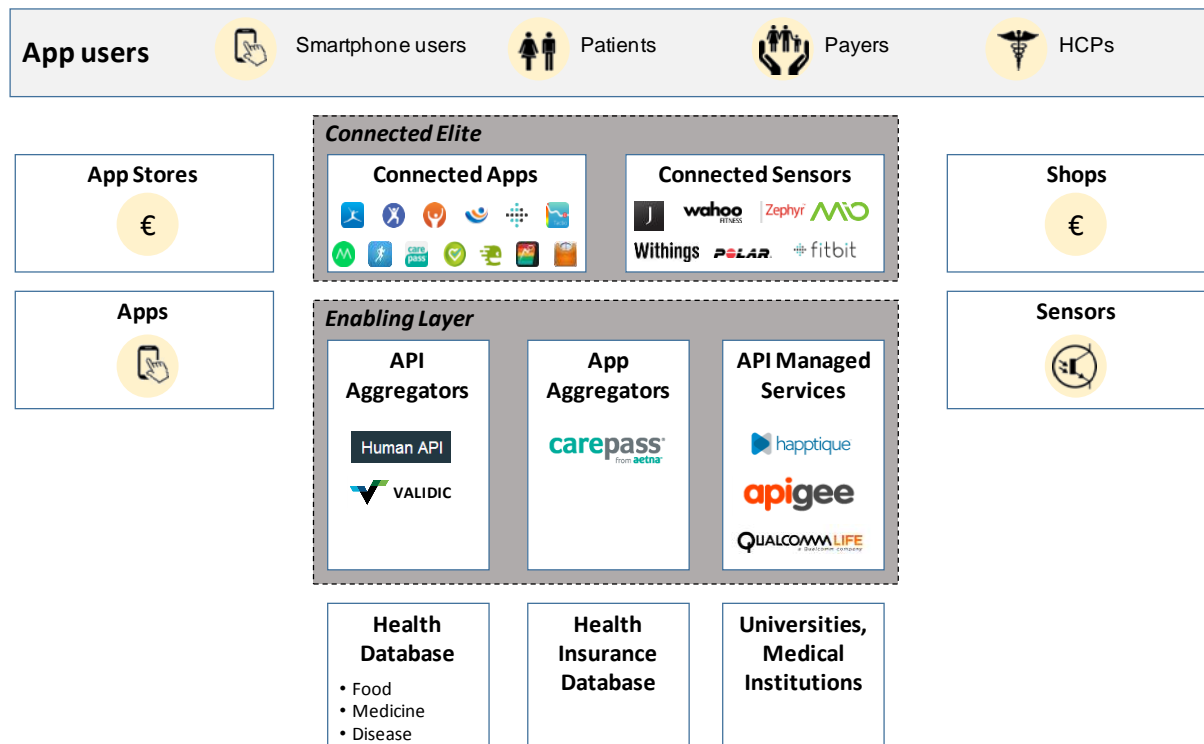 App users
Smartphone users
Patients
Payers
HCPs
App Stores
€
Apps
Connected Elite
Connected Apps
care
pass
Connected Sensors
J
wahoo
FITNESS
Zephyr
MIO
Withings
POLAR.
fitbit
Shops
€
Sensors
Enabling Layer
API
Aggregators
Human API
VALIDIC
App
Aggregators
carepass
from aetna
API Managed
Services
happtique
apigee
QUALCOMM LIFE
a Qualcomm company
Health
Database
• Food
• Medicine
• Disease
Health
Insurance
Database
Universities,
Medical
Institutions